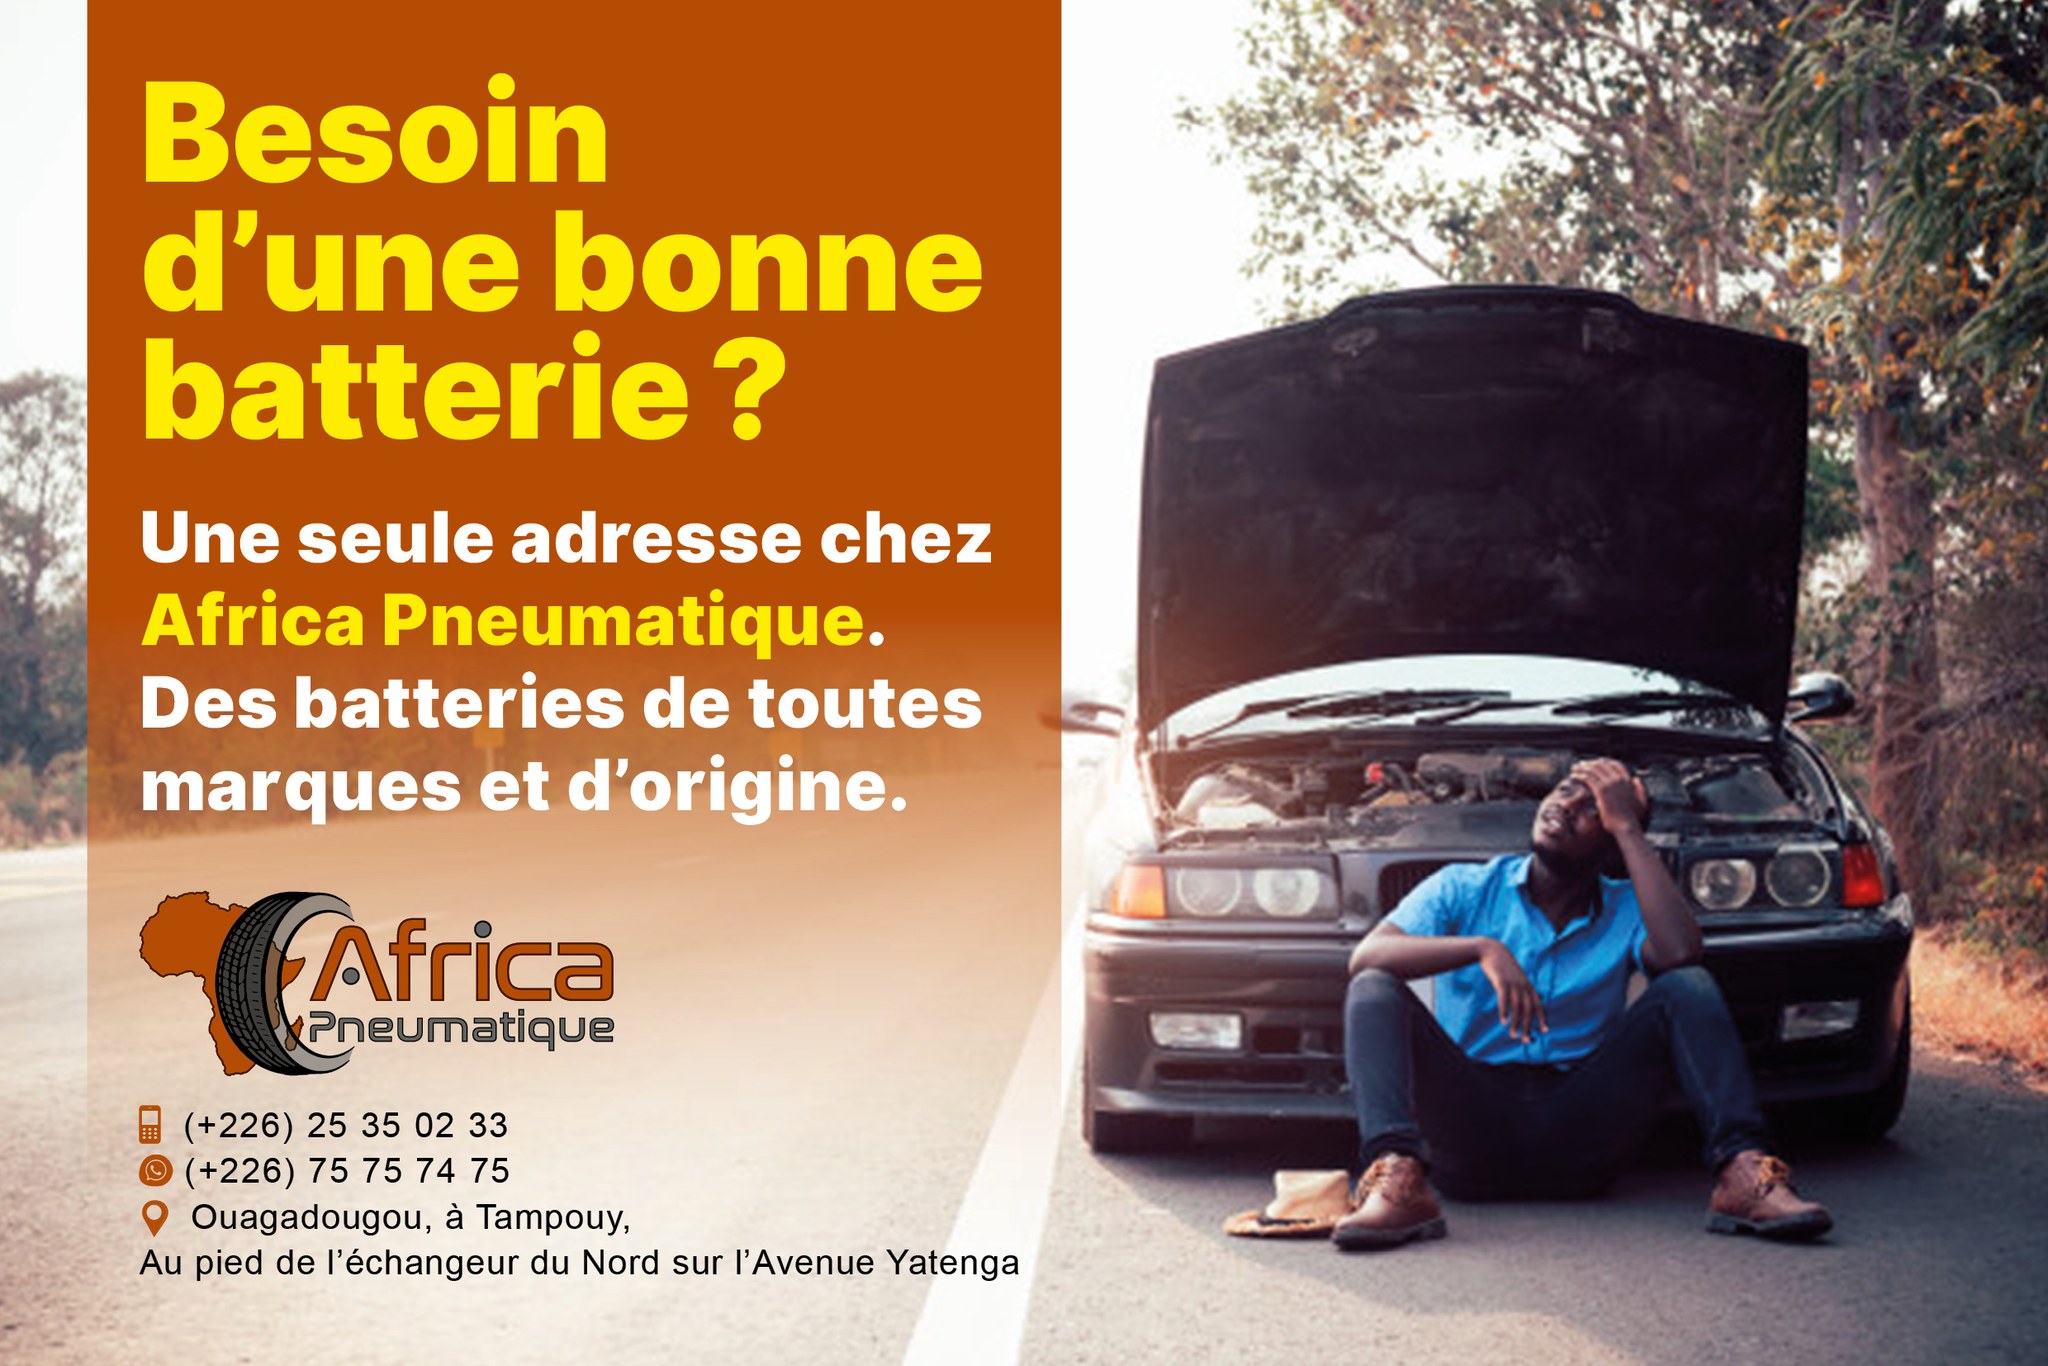 Besoin
d’une bonne
batterie ?
Une seule adresse chez
Africa Pneumatique.
Des batteries de toutes
marques et d’origine.
Africa
Pneumatique
(+226) 25 35 02 33
(+226) 75 75 74 75
Ouagadougou, à Tampouy,
Au pied de l’échangeur du Nord sur l’Avenue Yatenga